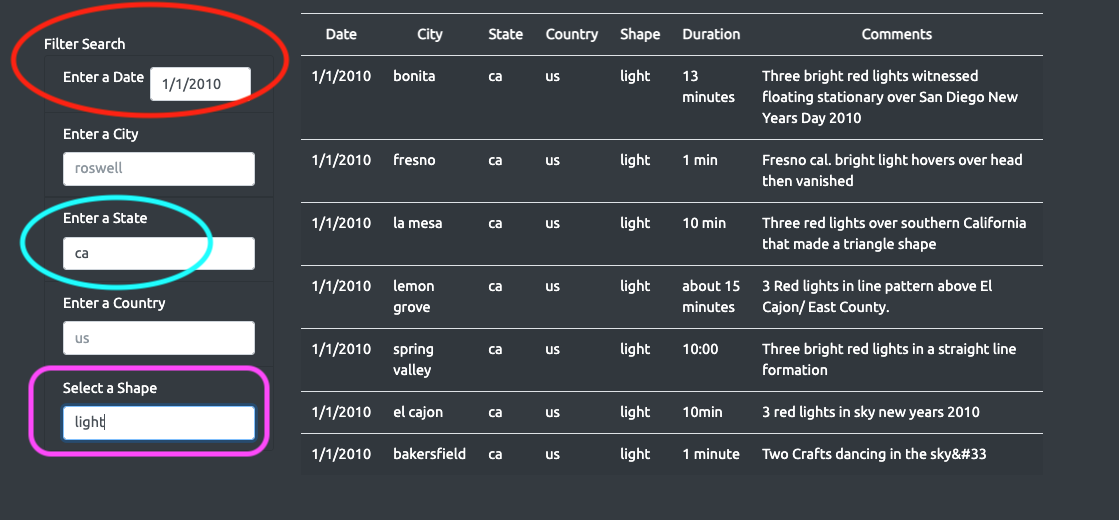 Filter Search
Enter a Date 1/1/2010
Enter a City
roswell
Enter a State
ca
Enter a Country
us
Select a Shape
light
Date City State Country Shape Duration Comments
1/1/2010 bonita ca us light 13 minutes Three bright red lights witnessed
floating stationary over San Diego New
Years Day 2010
1/1/2010 fresno ca us light 1 min Fresno cal. bright light hovers over head
then vanished
1/1/2010 la mesa ca us light 10 min Three red lights over southern California
that made a triangle shape
1/1/2010 lemon grove ca us light about 15 minutes 3 Red lights in line pattern above El
Cajon/ East County.
1/1/2010 spring valley ca us light 10:00 Three bright red lights in a straight line
formation
1/1/2010 el cajon ca us light 10min 3 red lights in sky new years 2010
1/1/2010 bakersfield ca us light 1 minute Two Crafts dancing in the sky&#33